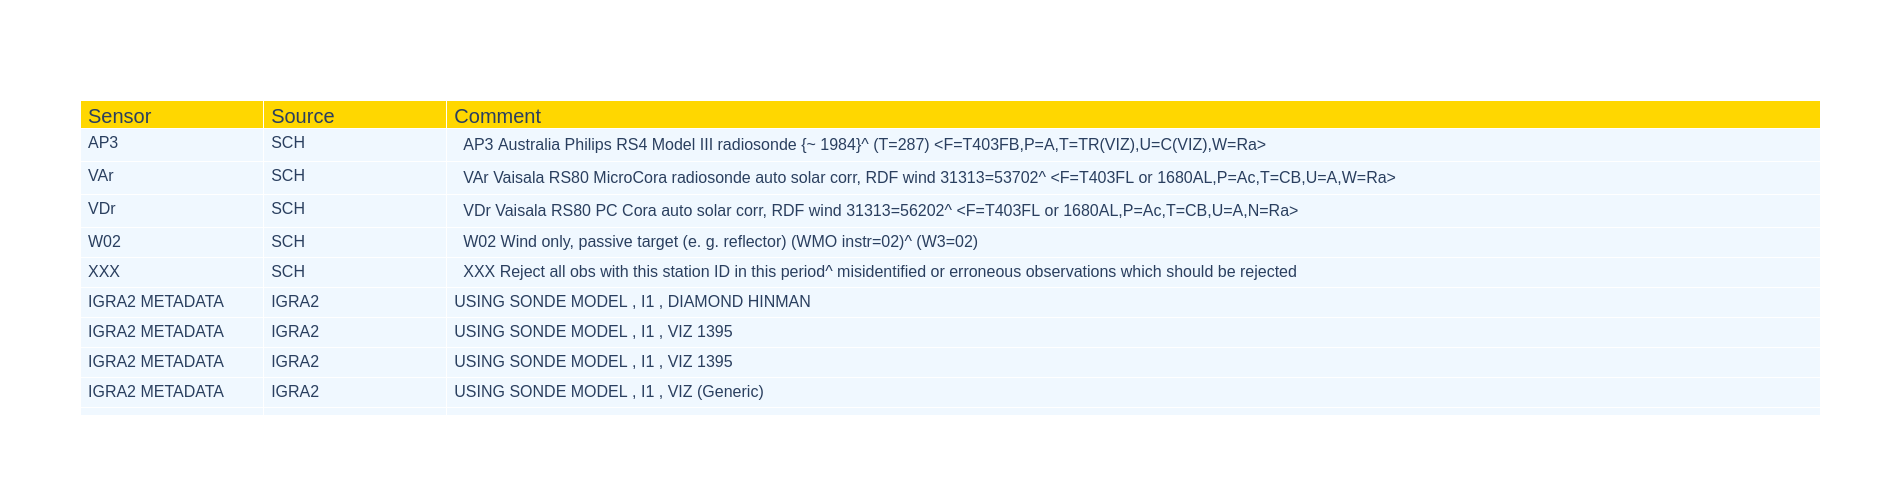 Sensor Source Comment
AP3 SCH AP3 Australia Philips RS4 Model III radiosonde {~ 1984}^ (T=287) <F=T403FB,P=A,T=TR(VIZ),U=C(VIZ),W=Ra>
VAr SCH VAr Vaisala RS80 MicroCora radiosonde auto solar corr, RDF wind 31313=53702^ <F=T403FL or 1680AL,P=Ac,T=CB,U=A,W=Ra>
VDr SCH VDr Vaisala RS80 PC Cora auto solar corr, RDF wind 31313=56202^ <F=T403FL or 1680AL,P=Ac,T=CB,U=A,N=Ra>
W02 SCH W02 Wind only, passive target (e. g. reflector) (WMO instr=02)^ (W3=02)
XXX SCH XXX Reject all obs with this station ID in this period^ misidentified or erroneous observations which should be rejected
IGRA2 METADATA IGRA2 USING SONDE MODEL , I1 , DIAMOND HINMAN
IGRA2 METADATA IGRA2 USING SONDE MODEL , I1 , VIZ 1395
IGRA2 METADATA IGRA2 USING SONDE MODEL , I1 , VIZ 1395
IGRA2 METADATA IGRA2 USING SONDE MODEL , I1 , VIZ (Generic)